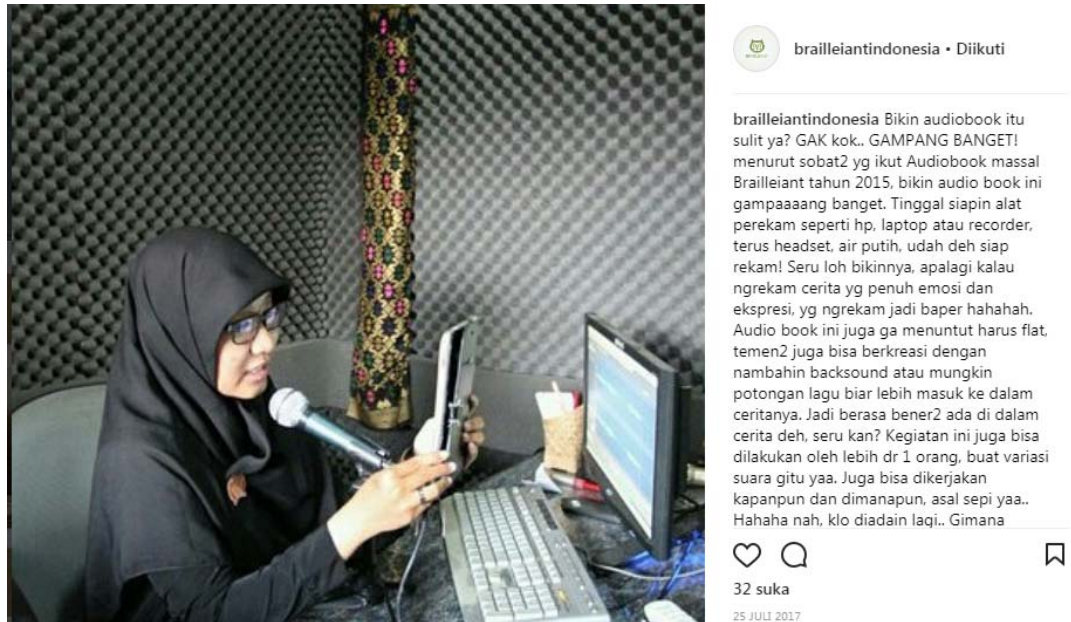 brailleiantindonesia • Diikuti
brailleiantindonesia Bikin audiobook itu
sulit ya? GAK kok.. GAMPANG BANGET!
menurut sobat2 yg ikut Audiobook massal
Brailleiant tahun 2015, bikin audio book ini
gampaaaang banget. Tinggal siapin alat
perekam seperti hp, laptop atau recorder,
terus headset, air putih, udah deh siap
rekam! Seru loh bikinnya, apalagi kalau
ngrekam cerita yg penuh emosi dan
ekspresi, yg ngrekam jadi baper hahahah.
Audio book ini juga ga menuntut harus flat,
temen2 juga bisa berkreasi dengan
nambahin backsound atau mungkin
potongan lagu biar lebih masuk ke dalam
ceritanya. Jadi berasa bener2 ada di dalam
cerita deh, seru kan? Kegiatan ini juga bisa
dilakukan oleh lebih dr 1 orang, buat variasi
suara gitu yaa. Juga bisa dikerjakan
kapanpun dan dimanapun, asal sepi yaa..
Hahaha nah, klo diadain lagi.. Gimana
32 suka
25 JULI 2017